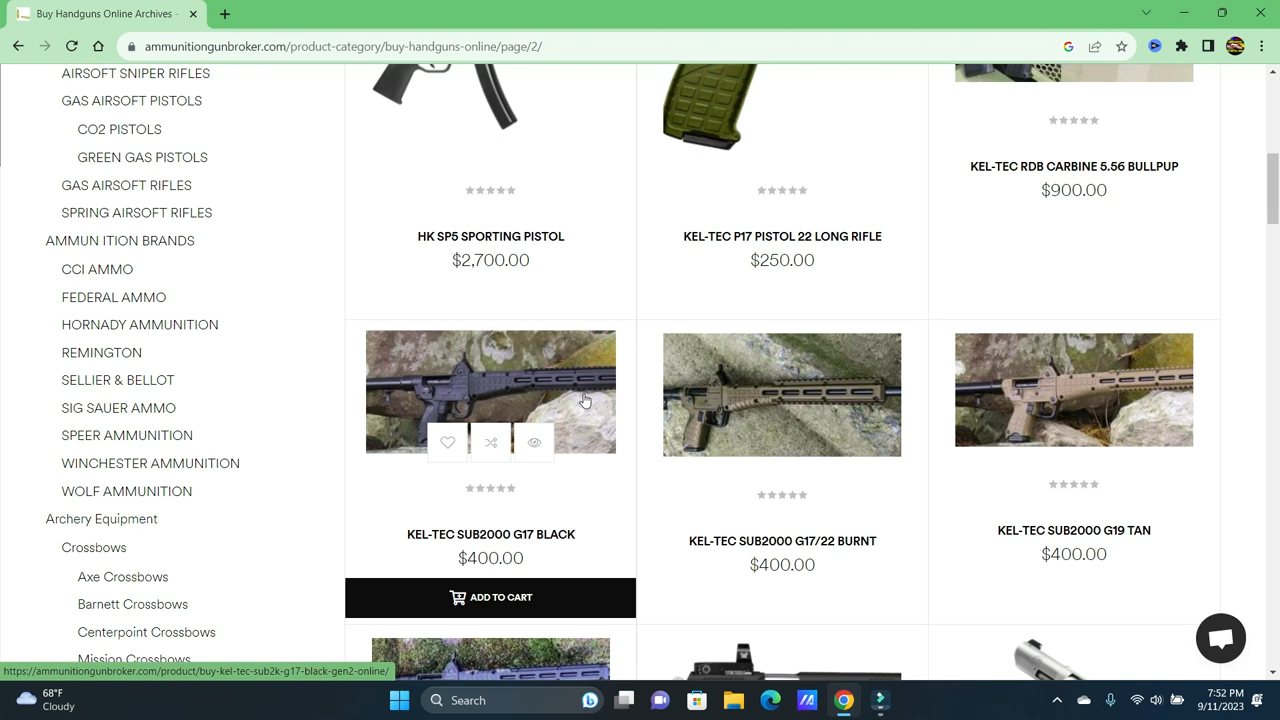 Buy Handguns Online Archives -
ammunitiongunbroker.com/product-category/buy-handguns-online/page/2/
AIRSOFT SNIPER RIFLES
GAS AIRSOFT PISTOLS
CO2 PISTOLS
GREEN GAS PISTOLS
GAS AIRSOFT RIFLES
SPRING AIRSOFT RIFLES
AMMUN ITION BRANDS
CCI AMMO
FEDERAL AMMO
HORNADY AMMUNITION
REMINGTON
SELLIER & BELLOT
SIG SAUER AMMO
SPEER AMMUNITION
WINCHESTER AMMUNITION
WOLF AMMUNITION
Archery Equipment
Crossbows
Axe Crossbows
Barnett Crossbows
Centerpoint Crossbows
Mission Crossbows
HK SP5 SPORTING PISTOL
$2,700.00
KEL-TEC P17 PISTOL 22 LONG RIFLE
$250.00
KEL-TEC RDB CARBINE 5.56 BULLPUP
$900.00
KEL-TEC SUB2000 G17 BLACK
$400.00
ADD TO CART
KEL-TEC SUB2000 G17/22 BURNT
$400.00
KEL-TEC SUB2000 G19 TAN
$400.00
https://ammunitiongunbroker.com/product/buy-kel-tec-sub2k-g17-black-gen2-online/
68°F
Cloudy
Search
7:52 PM
9/11/2023